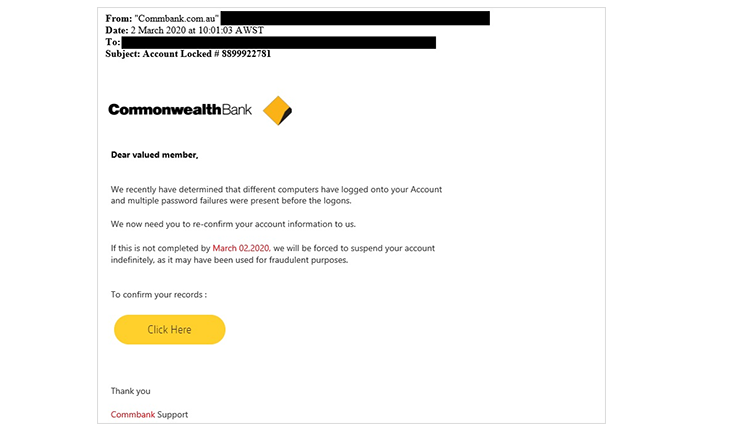 From: "Commbank.com.au"
Date: 2 March 2020 at 10:01:03 AWST
To:
Subject: Account Locked # 8899922781
CommonwealthBank
Dear valued member,
We recently have determined that different computers have logged onto your Account
and multiple password failures were present before the logons.
We now need you to re-confirm your account information to us.
If this is not completed by March 02,2020, we will be forced to suspend your account
indefinitely, as it may have been used for fraudulent purposes.
To confirm your records :
Click Here
Thank you
Commbank Support